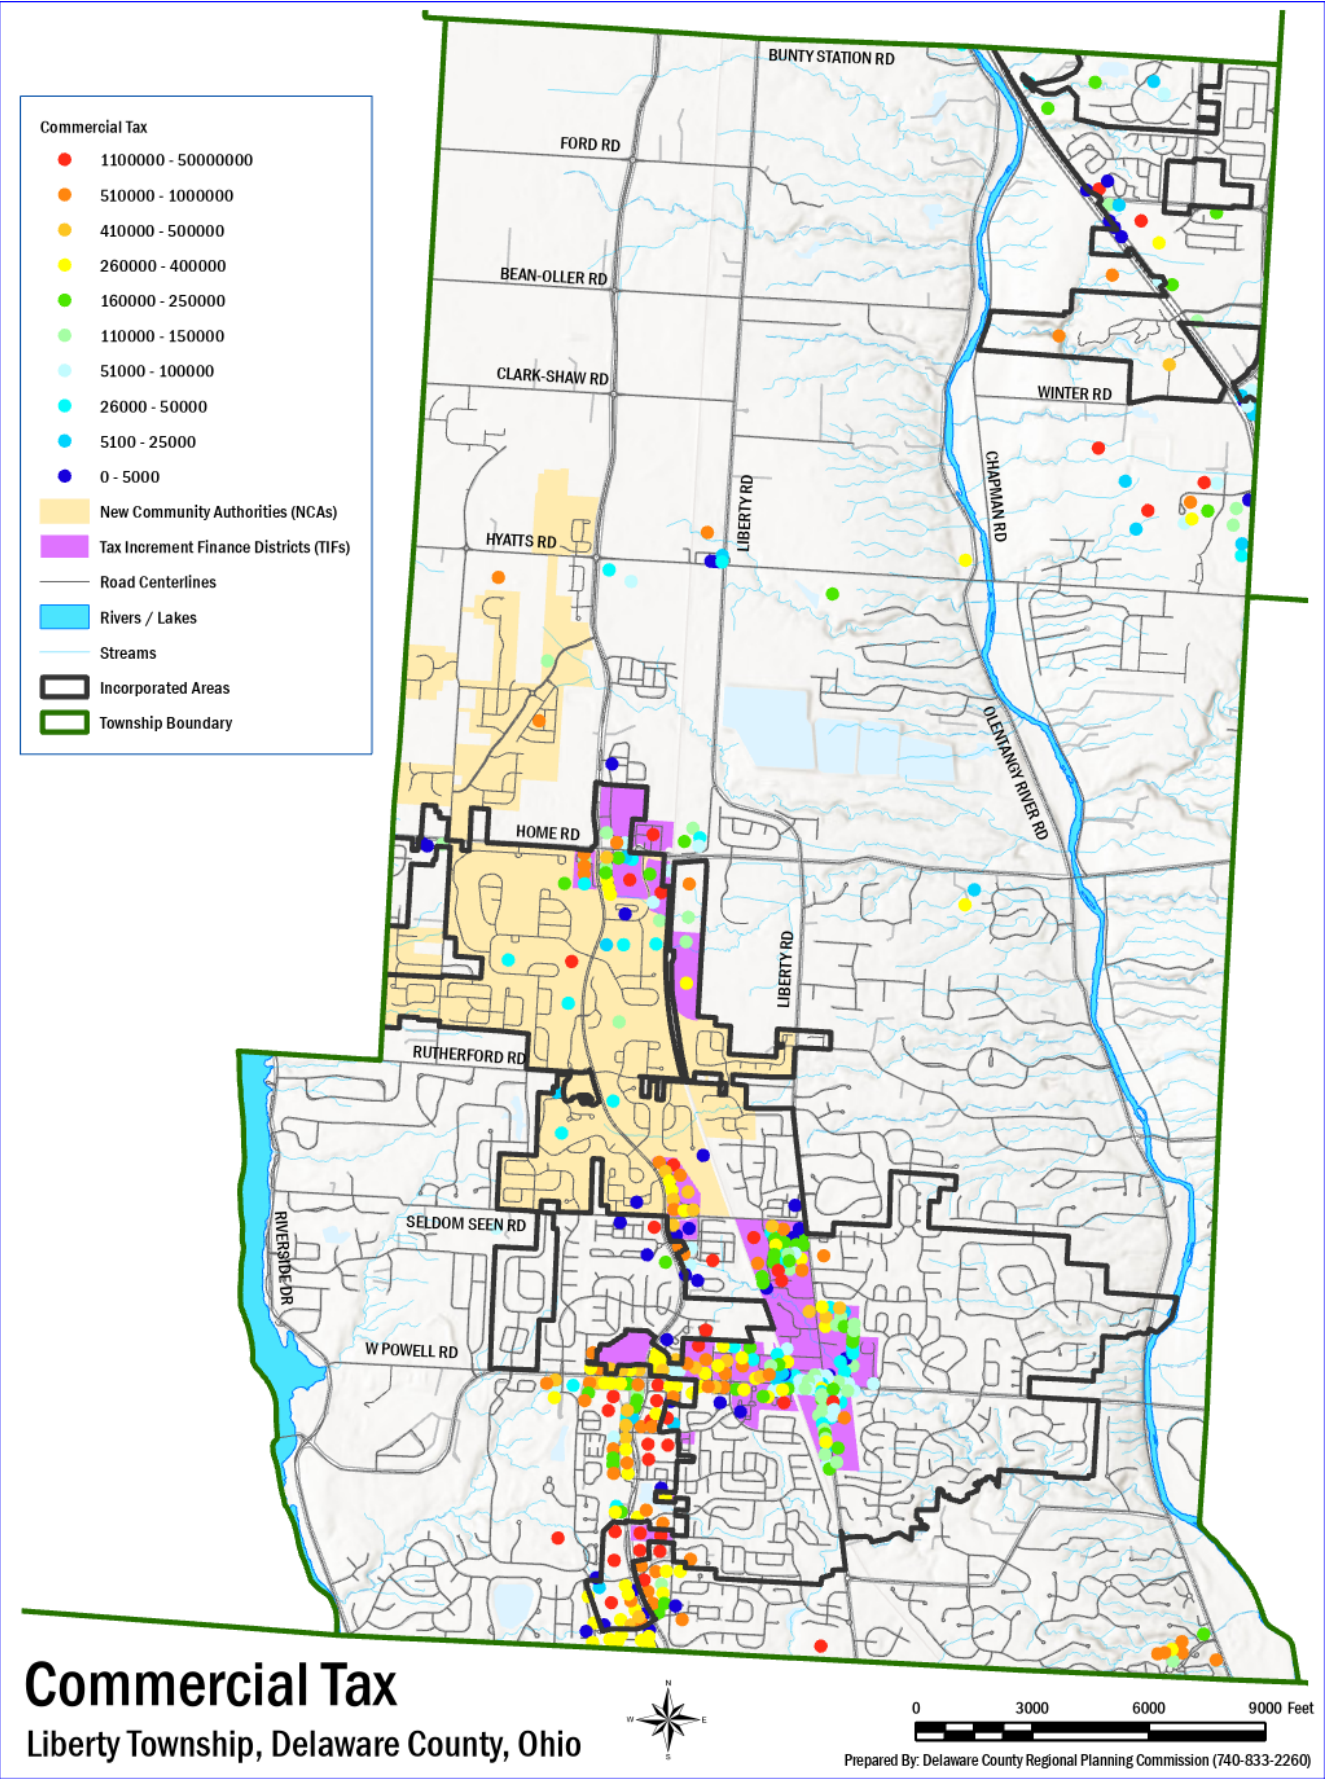 Commercial Tax
1100000 - 50000000
510000 - 1000000
410000 - 500000
260000 - 400000
160000 - 250000
110000 - 150000
51000 - 100000
26000 - 50000
5100 - 25000
0 - 5000
New Community Authorities (NCAs)
Tax Increment Finance Districts (TIFs)
Road Centerlines
Rivers / Lakes
Streams
Incorporated Areas
Township Boundary
BUNTY STATION RD
FORD RD
BEAN-OLLER RD
CLARK-SHAW RD
WINTER RD
CHAPMAN RD
LIBERTY RD
HYATTS RD
OLENTANGY RIVER RD
HOME RD
LIBERTY RD
RUTHERFORD RD
SELDOM SEEN RD
RIVERSIDE DR
W POWELL RD
Commercial Tax
Liberty Township, Delaware County, Ohio
N
W E
S
0 3000 6000 9000 Feet
Prepared By: Delaware County Regional Planning Commission (740-833-2260)